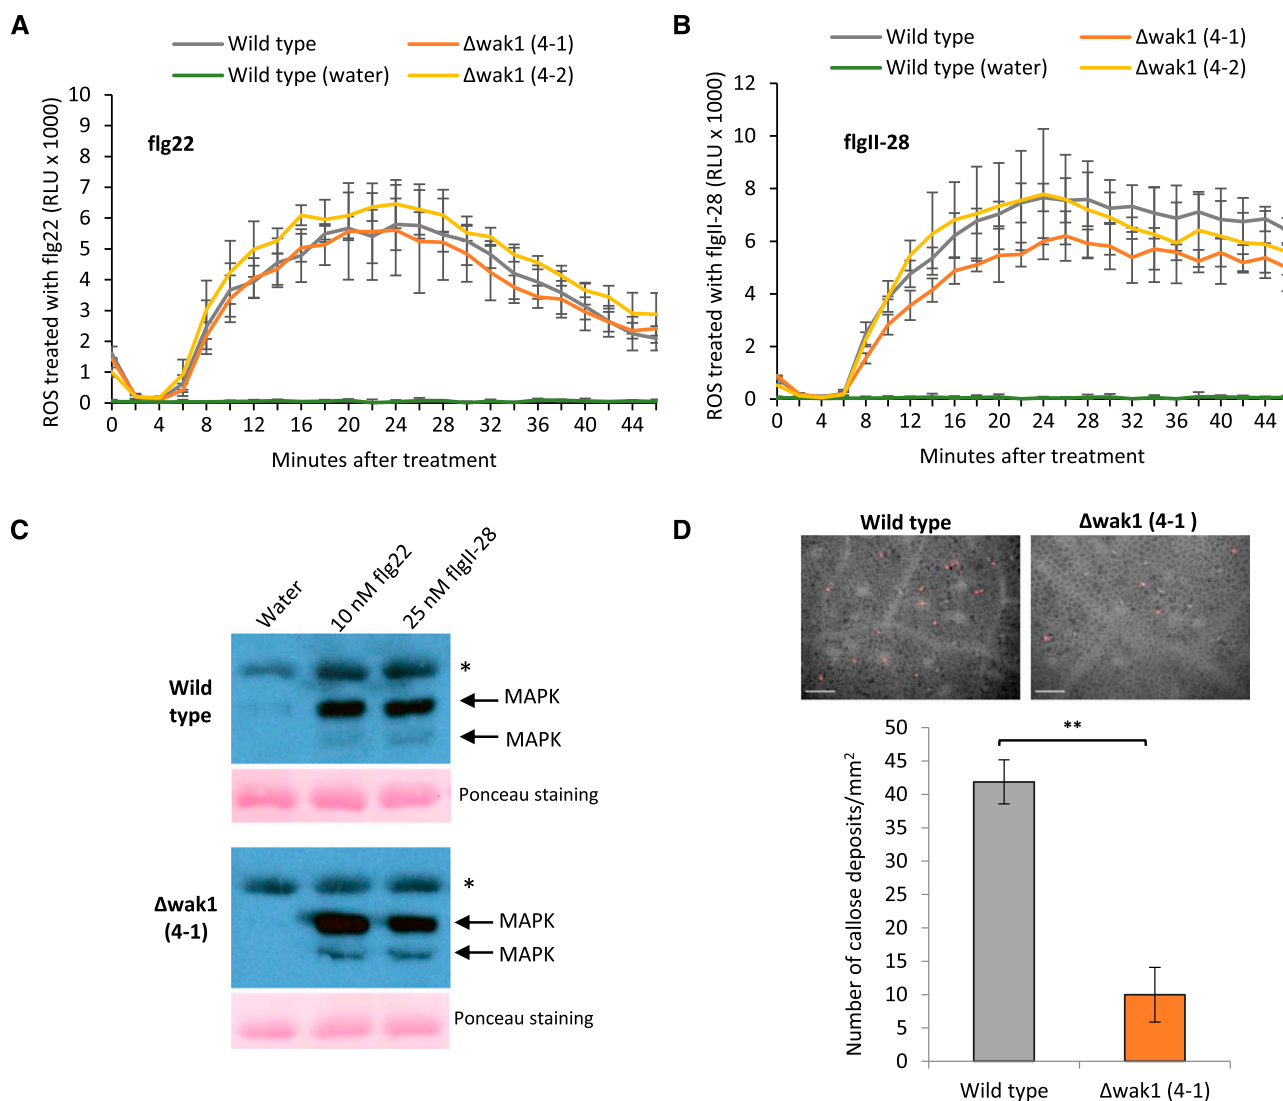 A
Wild type
Δwak1 (4-1)
Wild type (water)
Δwak1 (4-2)
flg22
ROS treated with flg22 (RLU x 1000)
10
9
8
7
6
5
4
3
2
1
0
0 4 8 12 16 20 24 28 32 36 40 44
Minutes after treatment
B
Wild type
Δwak1 (4-1)
Wild type (water)
Δwak1 (4-2)
flgII-28
ROS treated with flgII-28 (RLU x 1000)
12
10
8
6
4
2
0
0 4 8 12 16 20 24 28 32 36 40 44
Minutes after treatment
C
Water
10 nM flg22
25 nM flgII-28
Wild
type
*
MAPK
MAPK
Ponceau staining
Δwak1
(4-1)
*
MAPK
MAPK
Ponceau staining
D
Wild type
Δwak1 (4-1 )
**
Number of callose deposits/mm²
50
45
40
35
30
25
20
15
10
5
0
Wild type
Δwak1 (4-1)